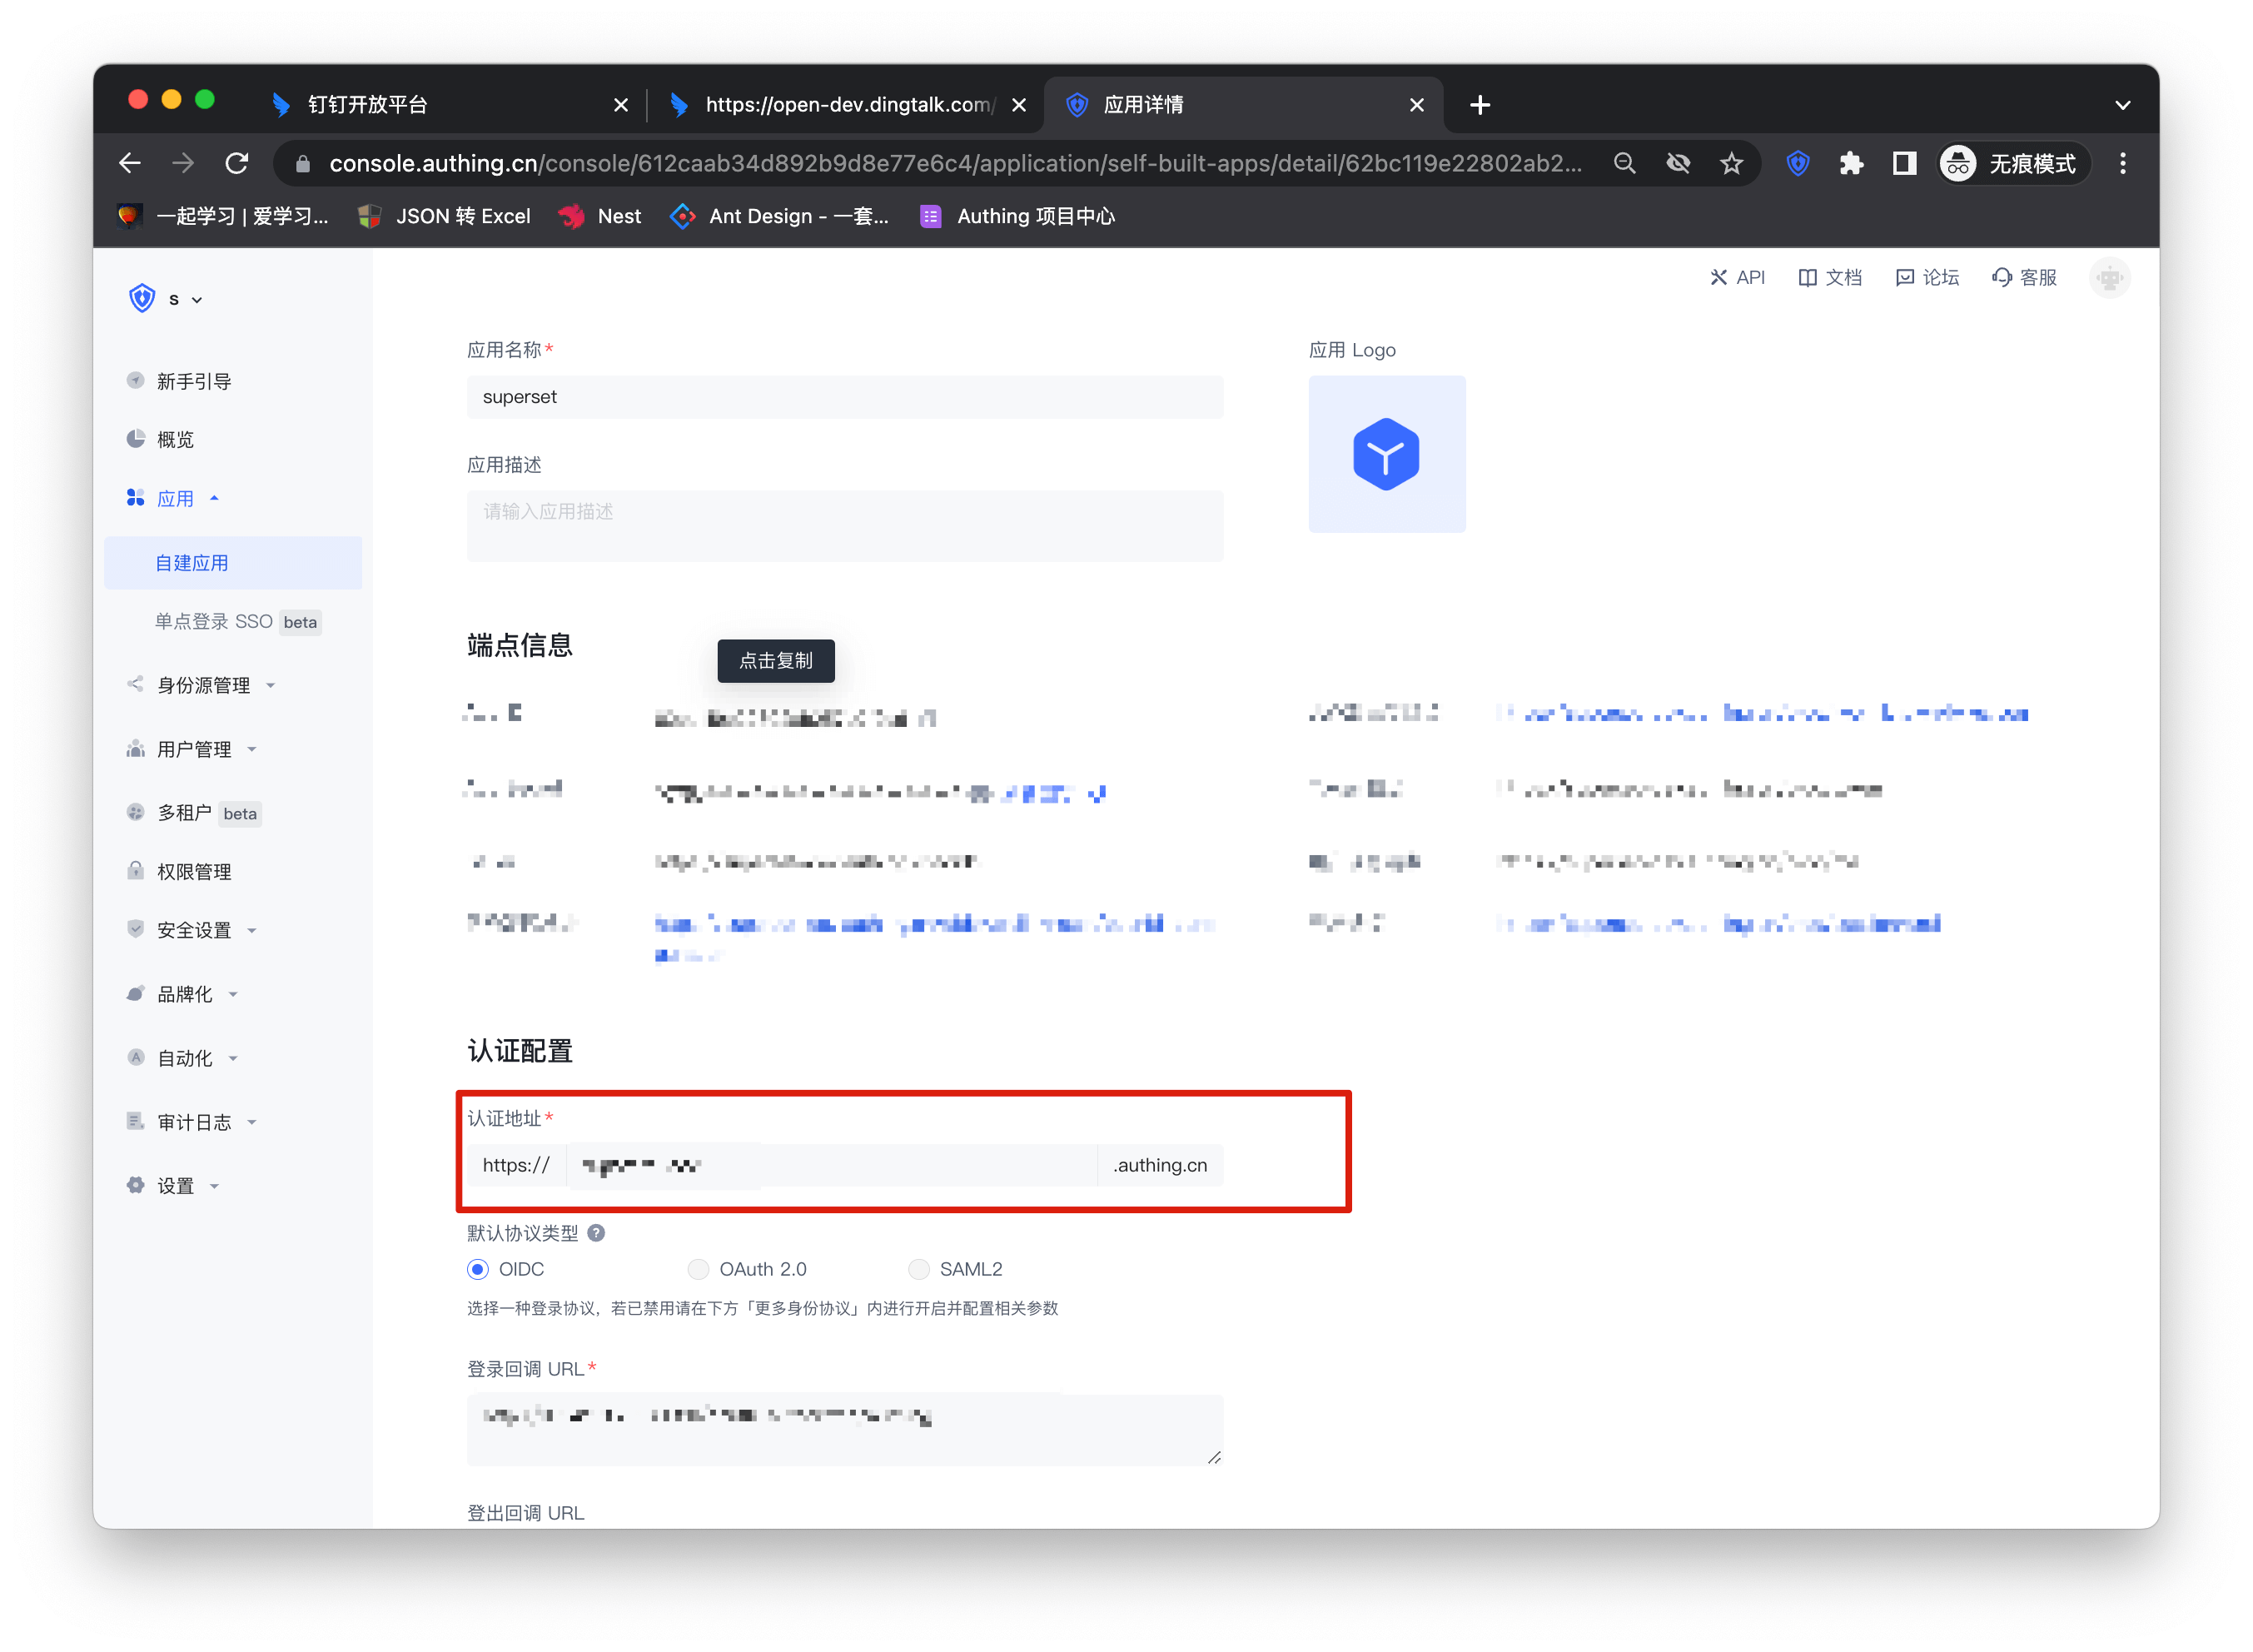 钉钉开放平台
https://open-dev.dingtalk.com/
应用详情
console.authing.cn/console/612caab34d892b9d8e77e6c4/application/self-built-apps/detail/62bc119e22802ab2...
无痕模式
一起学习 | 爱学习...
JSON 转 Excel
Nest
Ant Design - 一套...
Authing 项目中心
s
API
文档
论坛
客服
新手引导
概览
应用
自建应用
单点登录 SSO beta
身份源管理
用户管理
多租户 beta
权限管理
安全设置
品牌化
自动化
审计日志
设置
应用名称*
superset
应用描述
请输入应用描述
应用 Logo
端点信息
点击复制
认证配置
认证地址*
https://
.authing.cn
默认协议类型 ?
OIDC
OAuth 2.0
SAML2
选择一种登录协议，若已禁用请在下方「更多身份协议」内进行开启并配置相关参数
登录回调 URL*
登出回调 URL